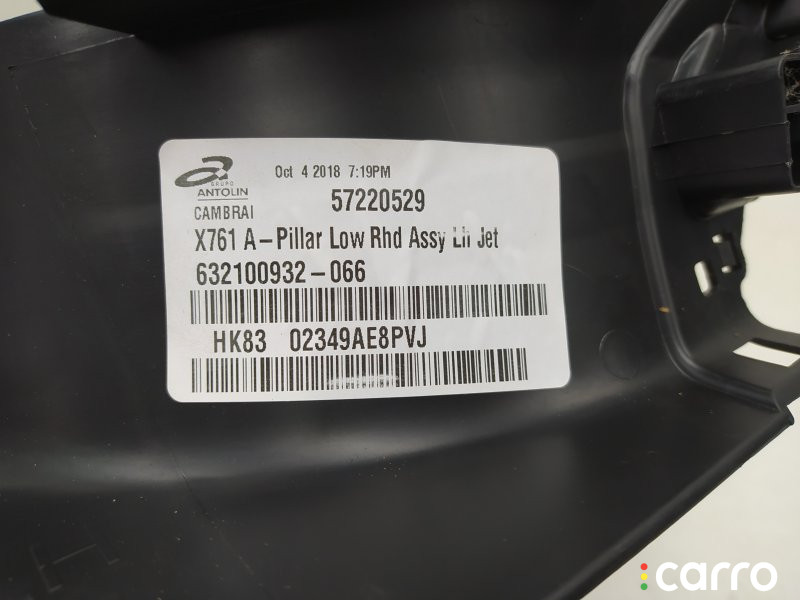 GRUPO
ANTOLIN
CAMBRAI
Oct 4 2018 7:19PM
57220529
X761 A-Pillar Low Rhd Assy Lh Jet
632100932-066
HK83 02349AE8PVJ
carro